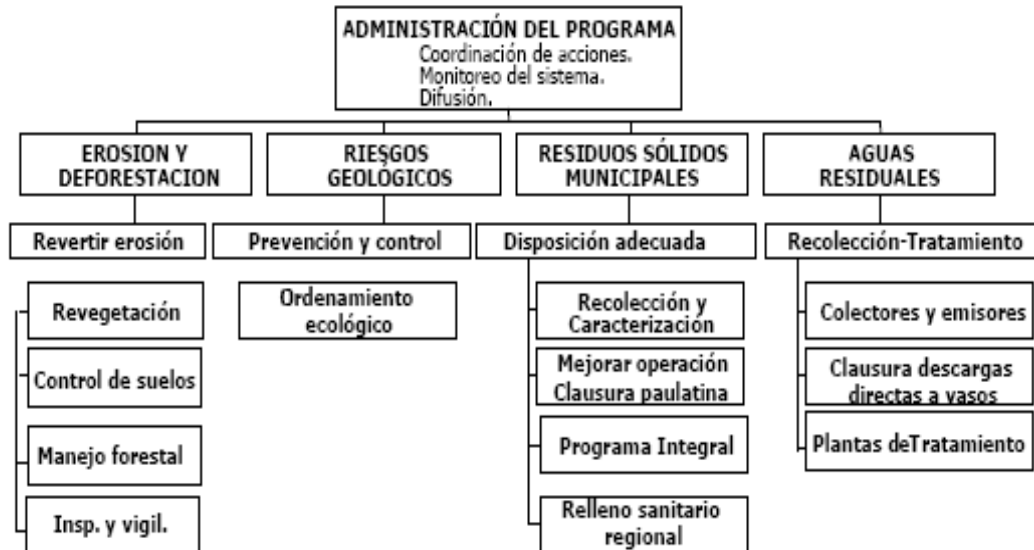 ADMINISTRACIÓN DEL PROGRAMA
Coordinación de acciones.
Monitoreo del sistema.
Difusión.
EROSION Y
DEFORESTACION
RIESGOS
GEOLÓGICOS
RESIDUOS SÓLIDOS
MUNICIPALES
AGUAS
RESIDUALES
Revertir erosión
Prevención y control
Disposición adecuada
Recolección-Tratamiento
Revegetación
Control de suelos
Manejo forestal
Insp. y vigil.
Ordenamiento
ecológico
Recolección y
Caracterización
Mejorar operación
Clausura paulatina
Programa Integral
Relleno sanitario
regional
Colectores y emisores
Clausura descargas
directas a vasos
Plantas deTratamiento